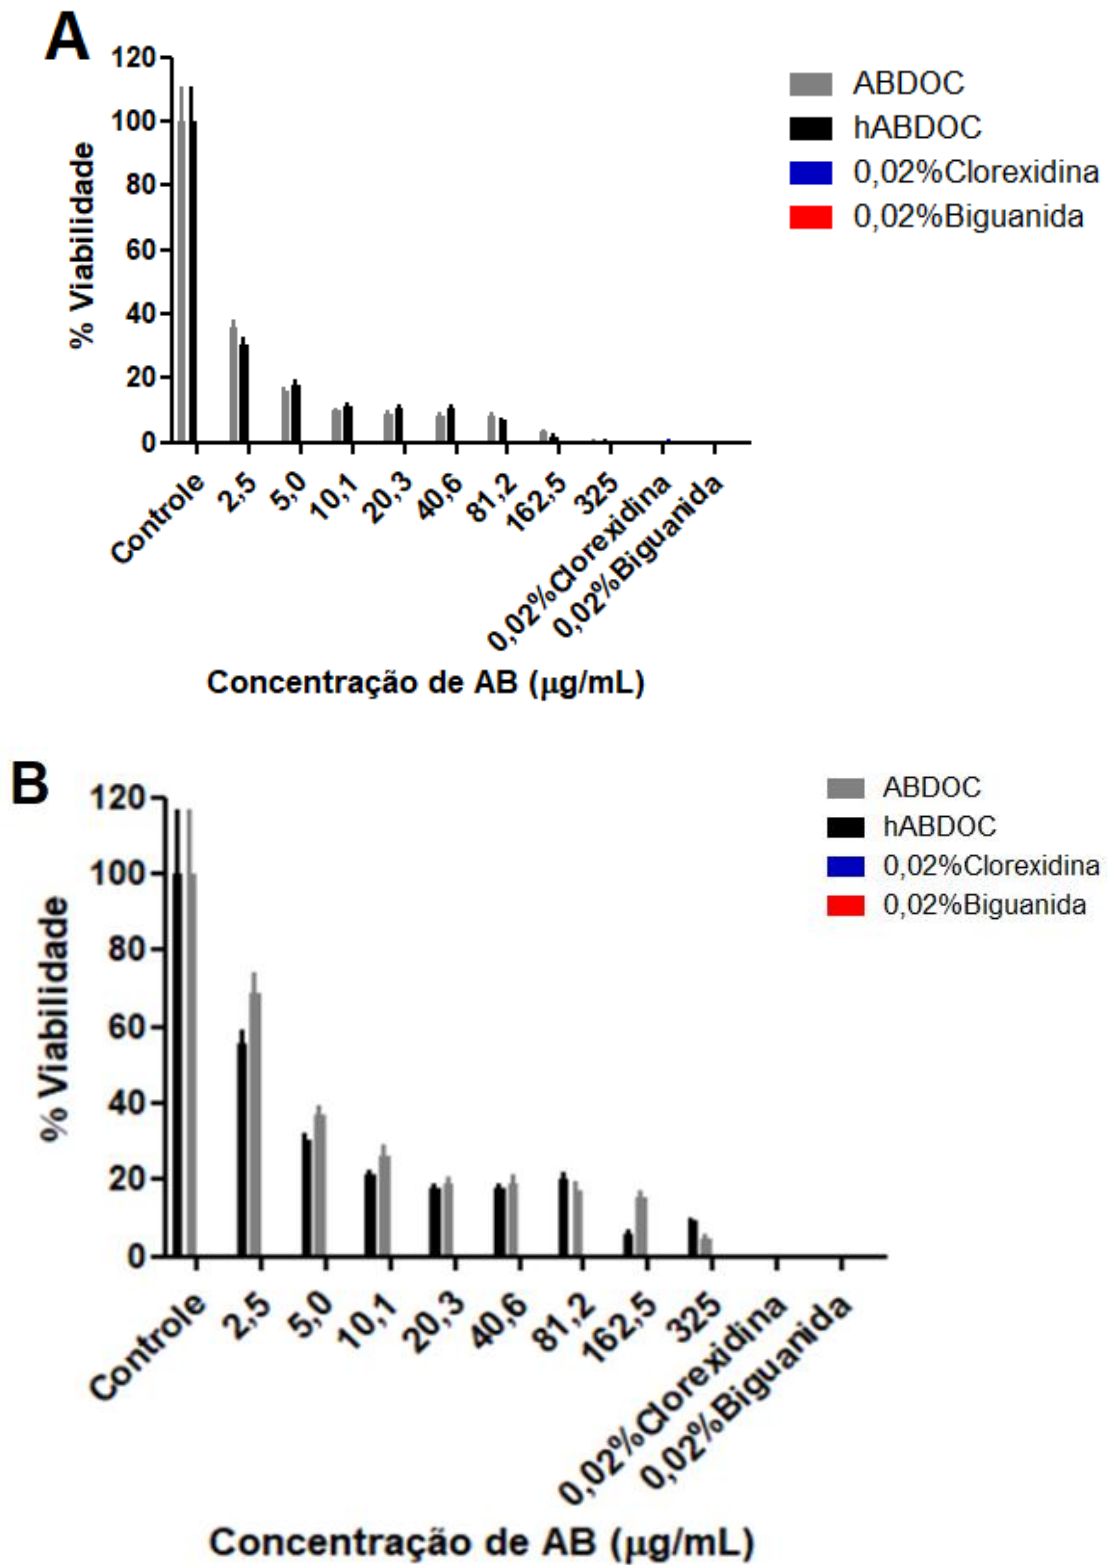 A
120
100
80
60
40
20
0
% Viabilidade
ABDOC
hABDOC
0,02%Clorexidina
0,02%Biguanida
Controle
2,5
5,0
10,1
20,3
40,6
81,2
162,5
325
0,02%Clorexidina
0,02%Biguanida
Concentração de AB (µg/mL)
B
120
100
80
60
40
20
0
% Viabilidade
ABDOC
hABDOC
0,02%Clorexidina
0,02%Biguanida
Controle
2,5
5,0
10,1
20,3
40,6
81,2
162,5
325
0,02%Clorexidina
0,02%Biguanida
Concentração de AB (µg/mL)